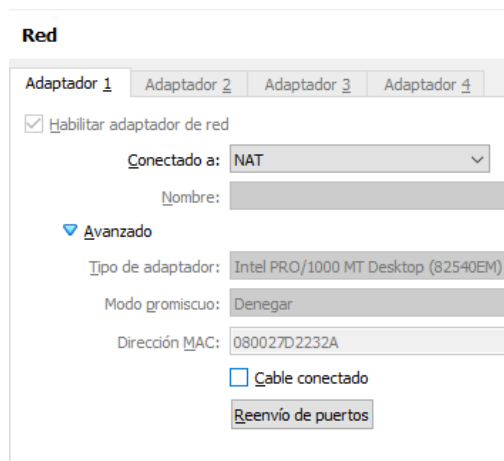 Red
Adaptador 1 Adaptador 2 Adaptador 3 Adaptador 4
Habilitar adaptador de red
Conectado a: NAT
Nombre:
Avanzado
Tipo de adaptador: Intel PRO/1000 MT Desktop (82540EM)
Modo promiscuo: Denegar
Dirección MAC: 080027D2232A
Cable conectado
Reenvío de puertos